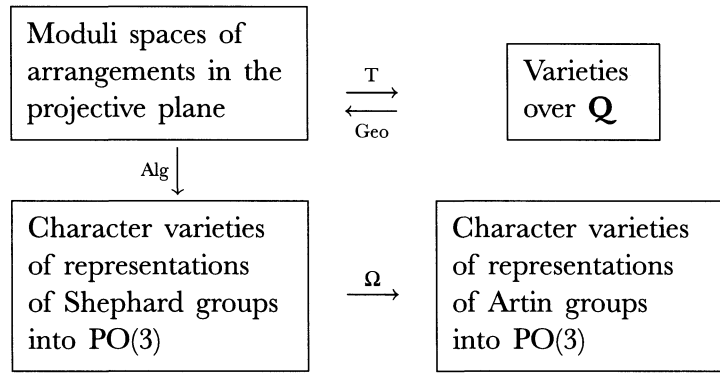 Moduli spaces of
arrangements in the
projective plane
T
Geo
Varieties
over Q
Alg
Character varieties
of representations
of Shephard groups
into PO(3)
Ω
Character varieties
of representations
of Artin groups
into PO(3)